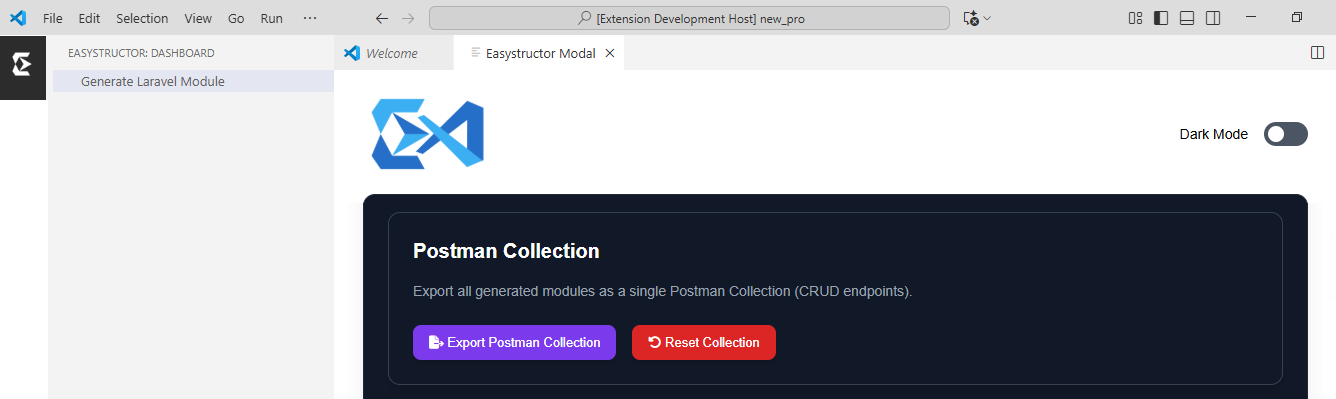 File Edit Selection View Go Run ··· [Extension Development Host] new_pro
EASYSTRUCTOR: DASHBOARD
Generate Laravel Module
Welcome Easystructor Modal
Dark Mode
Postman Collection
Export all generated modules as a single Postman Collection (CRUD endpoints).
Export Postman Collection Reset Collection